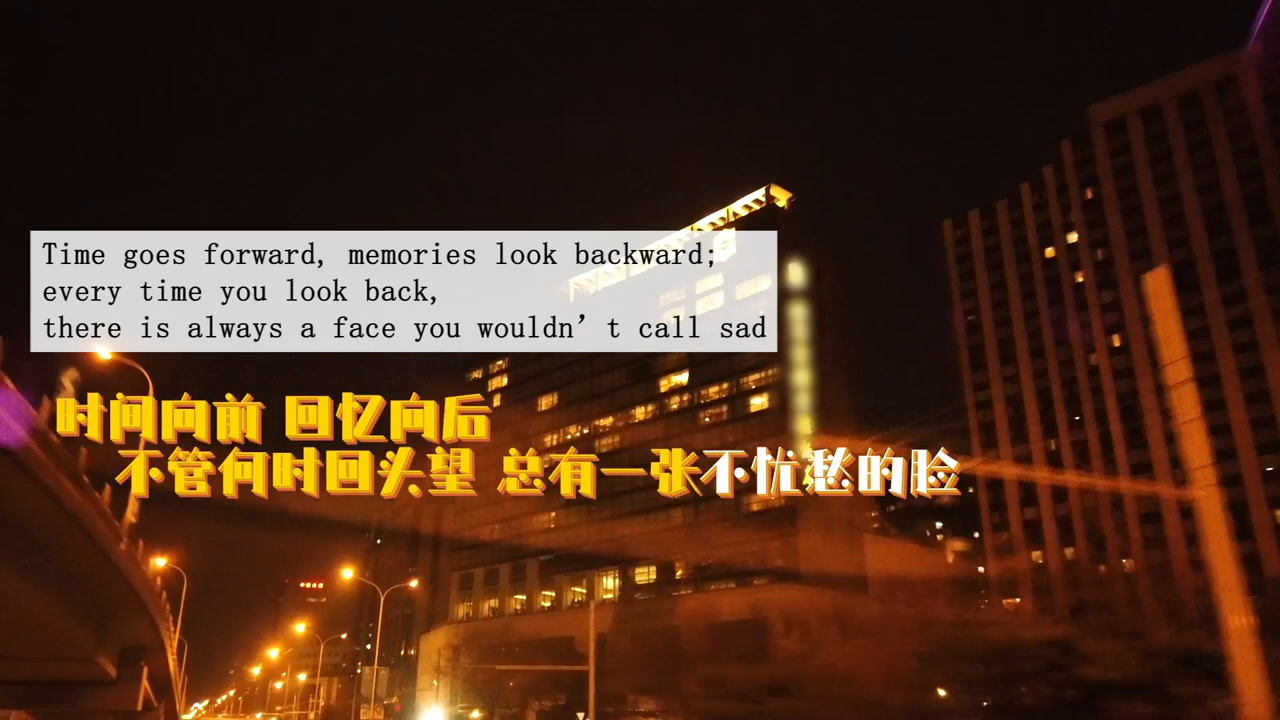 Time goes forward, memories look backward;
every time you look back,
there is always a face you wouldn't call sad
时间向前 回忆向后
不管何时回头望 总有一张不忧愁的脸